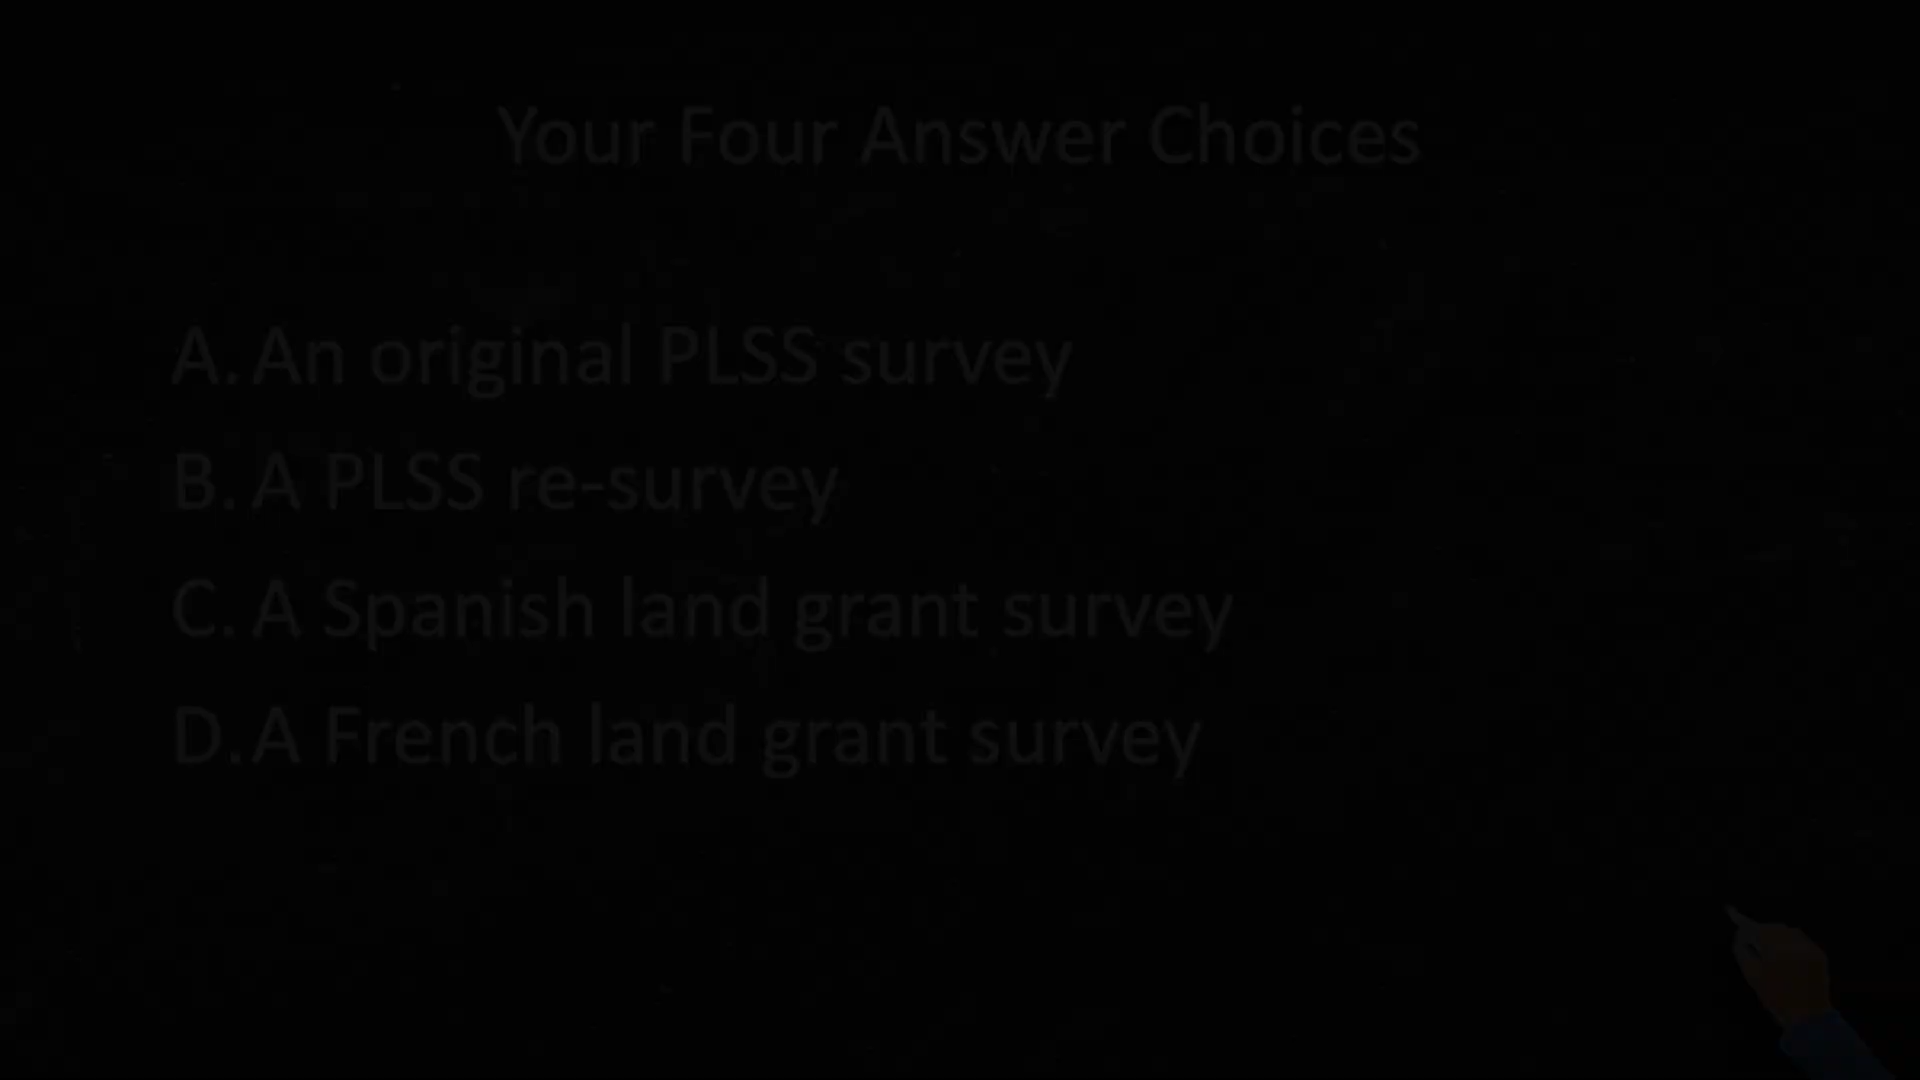 Your Four Answer Choices
A. An original PLSS survey
B. A PLSS re-survey
C. A Spanish land grant survey
D. A French land grant survey